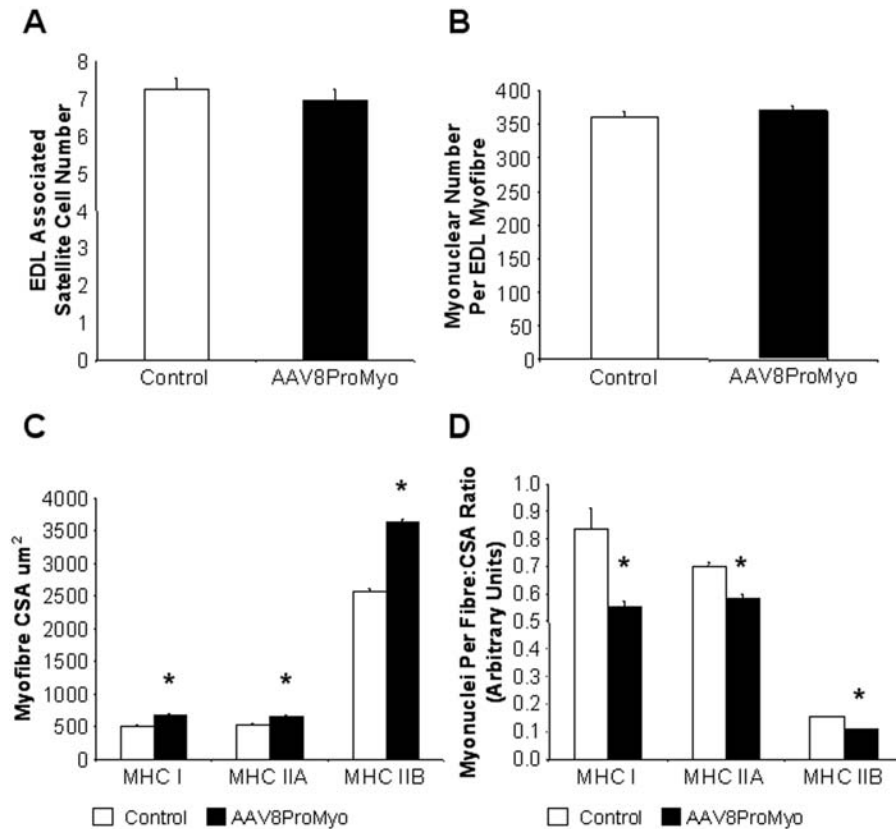 A
EDL Associated
Satellite Cell Number
8
7
6
5
4
3
2
1
0
Control
AAV8ProMyo
B
Myonuclear Number
Per EDL Myofibre
400
350
300
250
200
150
100
50
0
Control
AAV8ProMyo
C
Myofibre CSA um²
4000
3500
3000
2500
2000
1500
1000
500
0
*
*
*
MHC I
MHC IIA
MHC IIB
Control
AAV8ProMyo
D
Myonuclei Per Fibre:CSA Ratio
(Arbitrary Units)
1.0
0.9
0.8
0.7
0.6
0.5
0.4
0.3
0.2
0.1
0.0
*
*
*
MHC I
MHC IIA
MHC IIB
Control
AAV8ProMyo